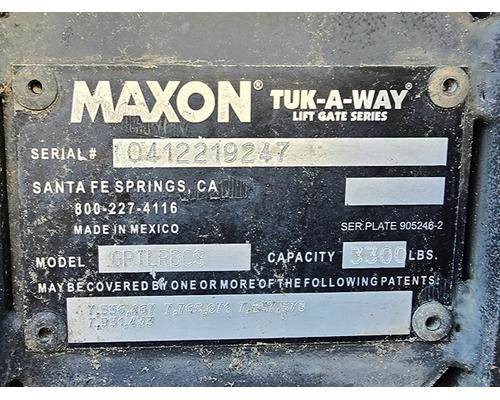 MAXON® TUK-A-WAY®
LIFT GATE SERIES
SERIAL # 0412219247
SANTA FE SPRINGS, CA
800-227-4116
MADE IN MEXICO
SER.PLATE 905246-2
MODEL GPTLRDC3 CAPACITY 3300 LBS.
MAY BE COVERED BY ONE OR MORE OF THE FOLLOWING PATENTS: